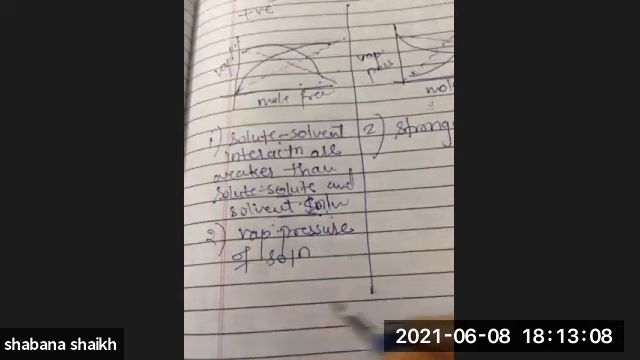 +ve
vap.
mole frac
vap.
pres
mol
1) solute-solvent
interactn are
weaker than
solute-solute and
solvent
2) vap. pressure
of soln
2) strong
shabana shaikh
2021-06-08 18:13:08